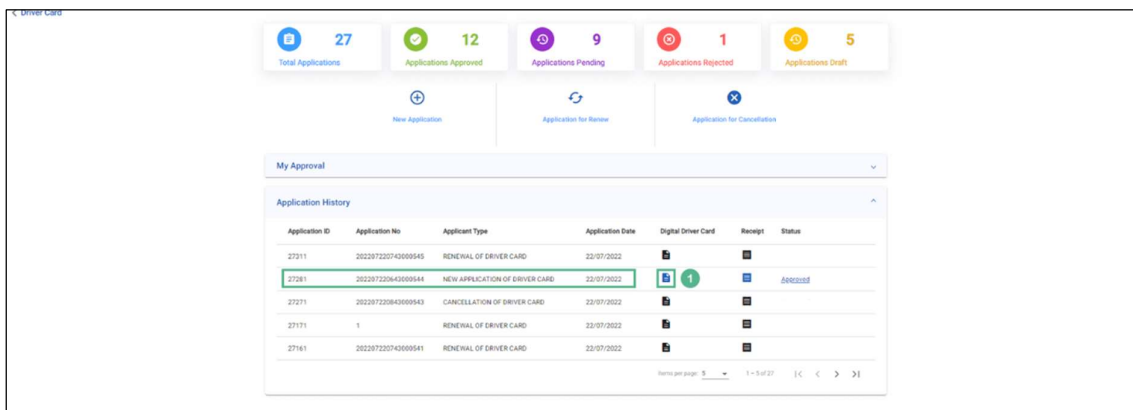 Driver Card
27
Total Applications
12
Applications Approved
9
Applications Pending
1
Applications Rejected
5
Applications Draft
New Application
Application for Renew
Application for Cancellation
My Approval
Application History
Application ID Application No Applicant Type Application Date Digital Driver Card Receipt Status
27311 202207220743000545 RENEWAL OF DRIVER CARD 22/07/2022
27281 202207220643000544 NEW APPLICATION OF DRIVER CARD 22/07/2022 1 Approved
27271 202207220843000543 CANCELLATION OF DRIVER CARD 22/07/2022
27171 1 RENEWAL OF DRIVER CARD 22/07/2022
27161 202207220743000541 RENEWAL OF DRIVER CARD 22/07/2022
Items per page: 5 1 – 5 of 27